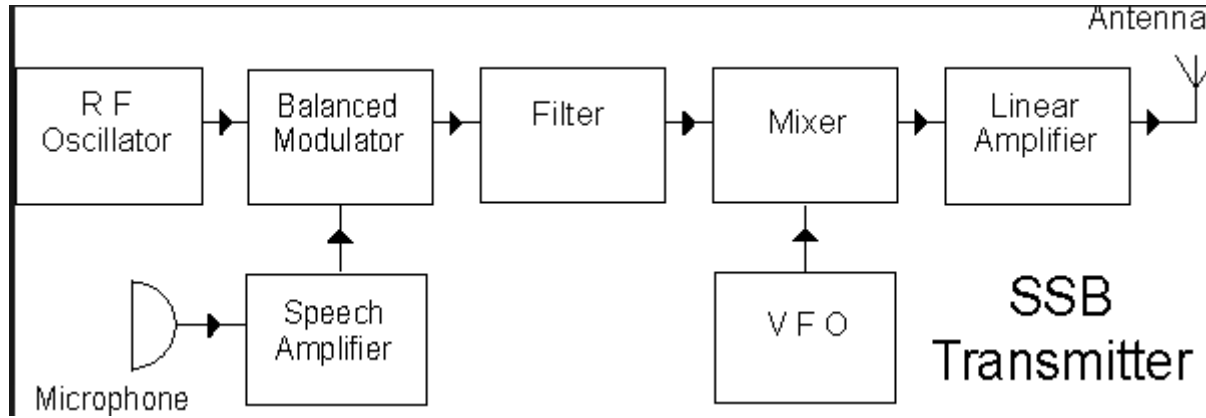 Antenna
R F
Oscillator
Balanced
Modulator
Filter
Mixer
Linear
Amplifier
Speech
Amplifier
V F O
SSB
Transmitter
Microphone